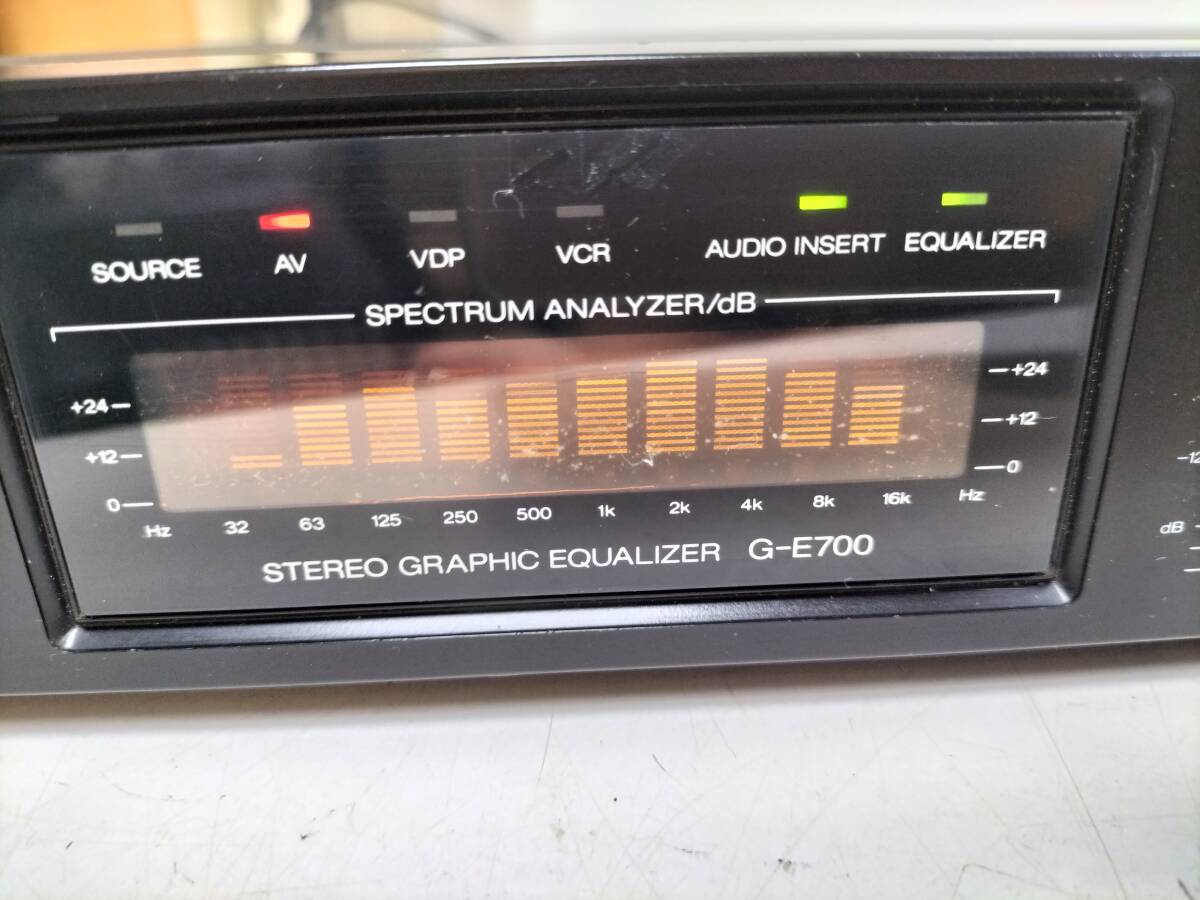 SOURCE AV VDP VCR AUDIO INSERT EQUALIZER
SPECTRUM ANALYZER/dB
+24 +24
+12 +12
0 0
Hz 32 63 125 250 500 1k 2k 4k 8k 16k Hz
STEREO GRAPHIC EQUALIZER G-E700
-12
dB